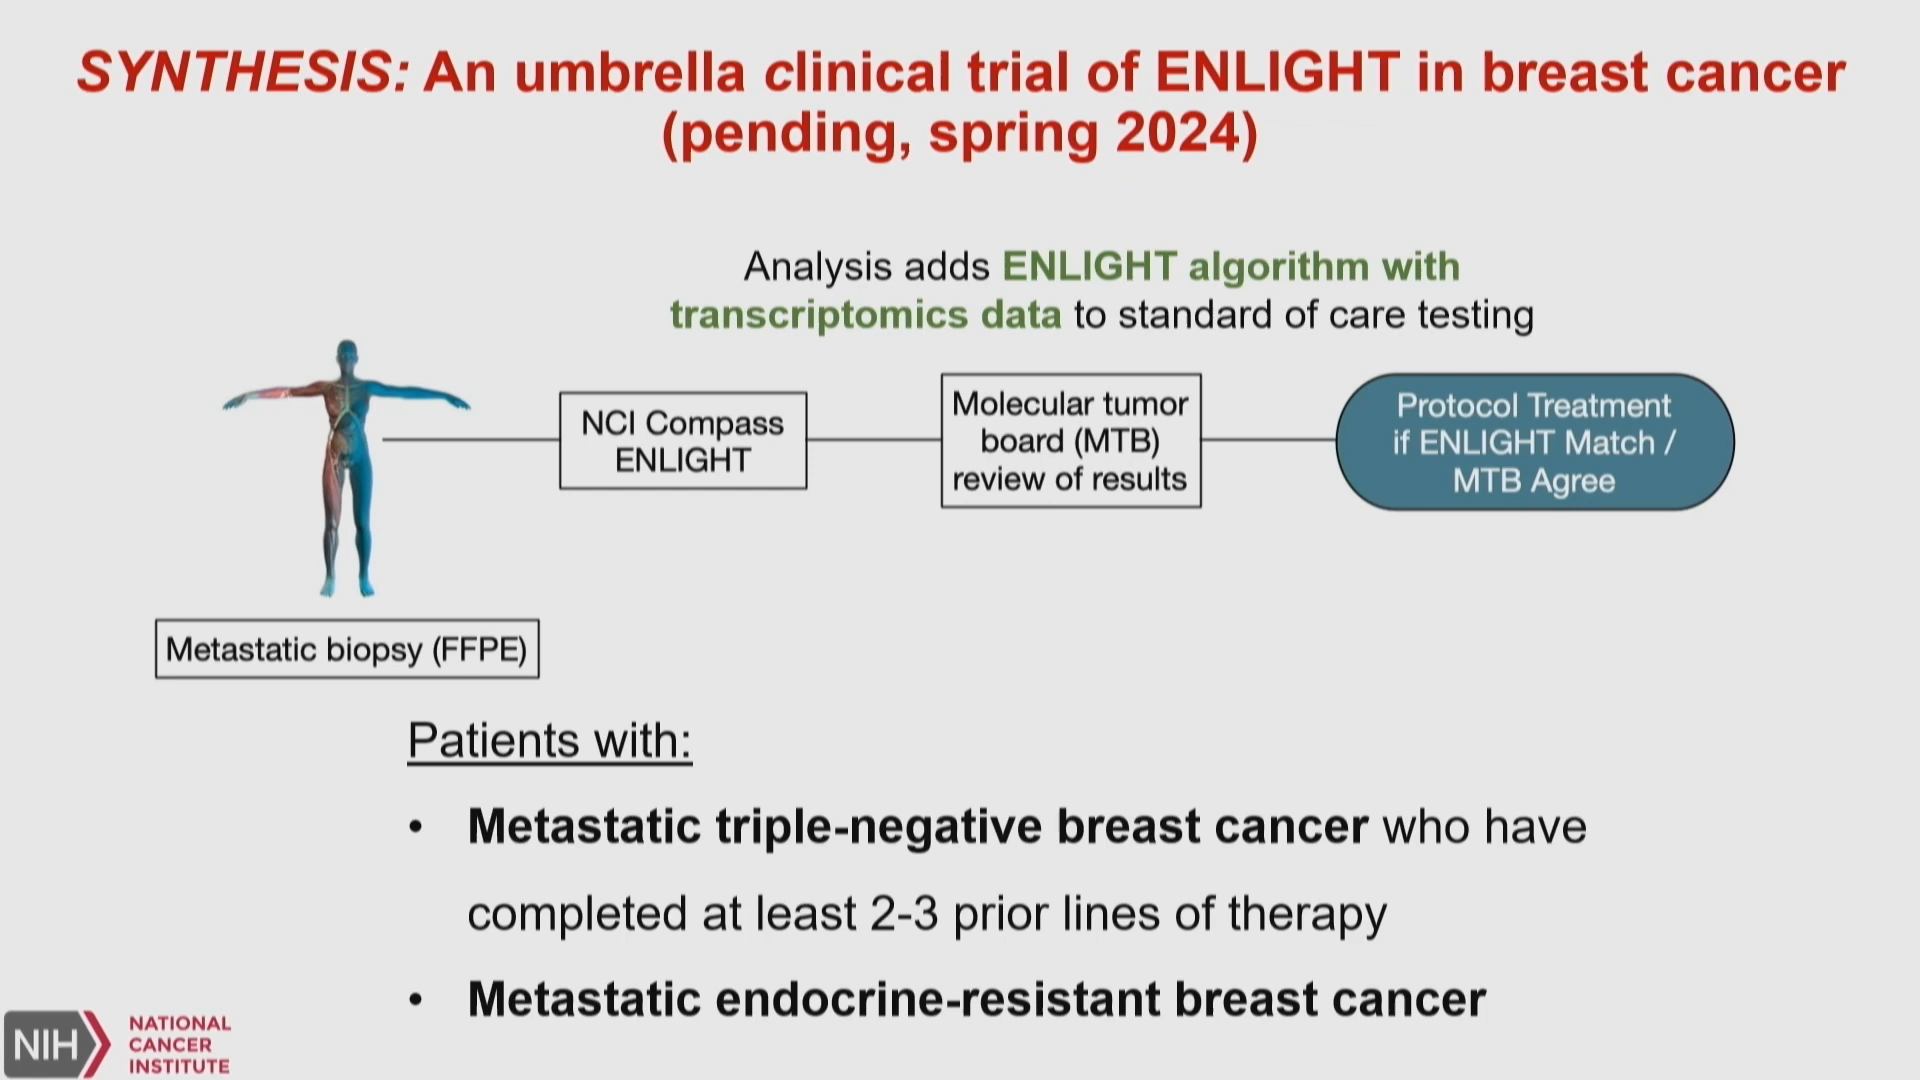 SYNTHESIS: An umbrella clinical trial of ENLIGHT in breast cancer
(pending, spring 2024)
Analysis adds ENLIGHT algorithm with
transcriptomics data to standard of care testing
NCI Compass
ENLIGHT
Molecular tumor
board (MTB)
review of results
Protocol Treatment
if ENLIGHT Match /
MTB Agree
Metastatic biopsy (FFPE)
Patients with:
• Metastatic triple-negative breast cancer who have
completed at least 2-3 prior lines of therapy
• Metastatic endocrine-resistant breast cancer
NIH
NATIONAL
CANCER
INSTITUTE